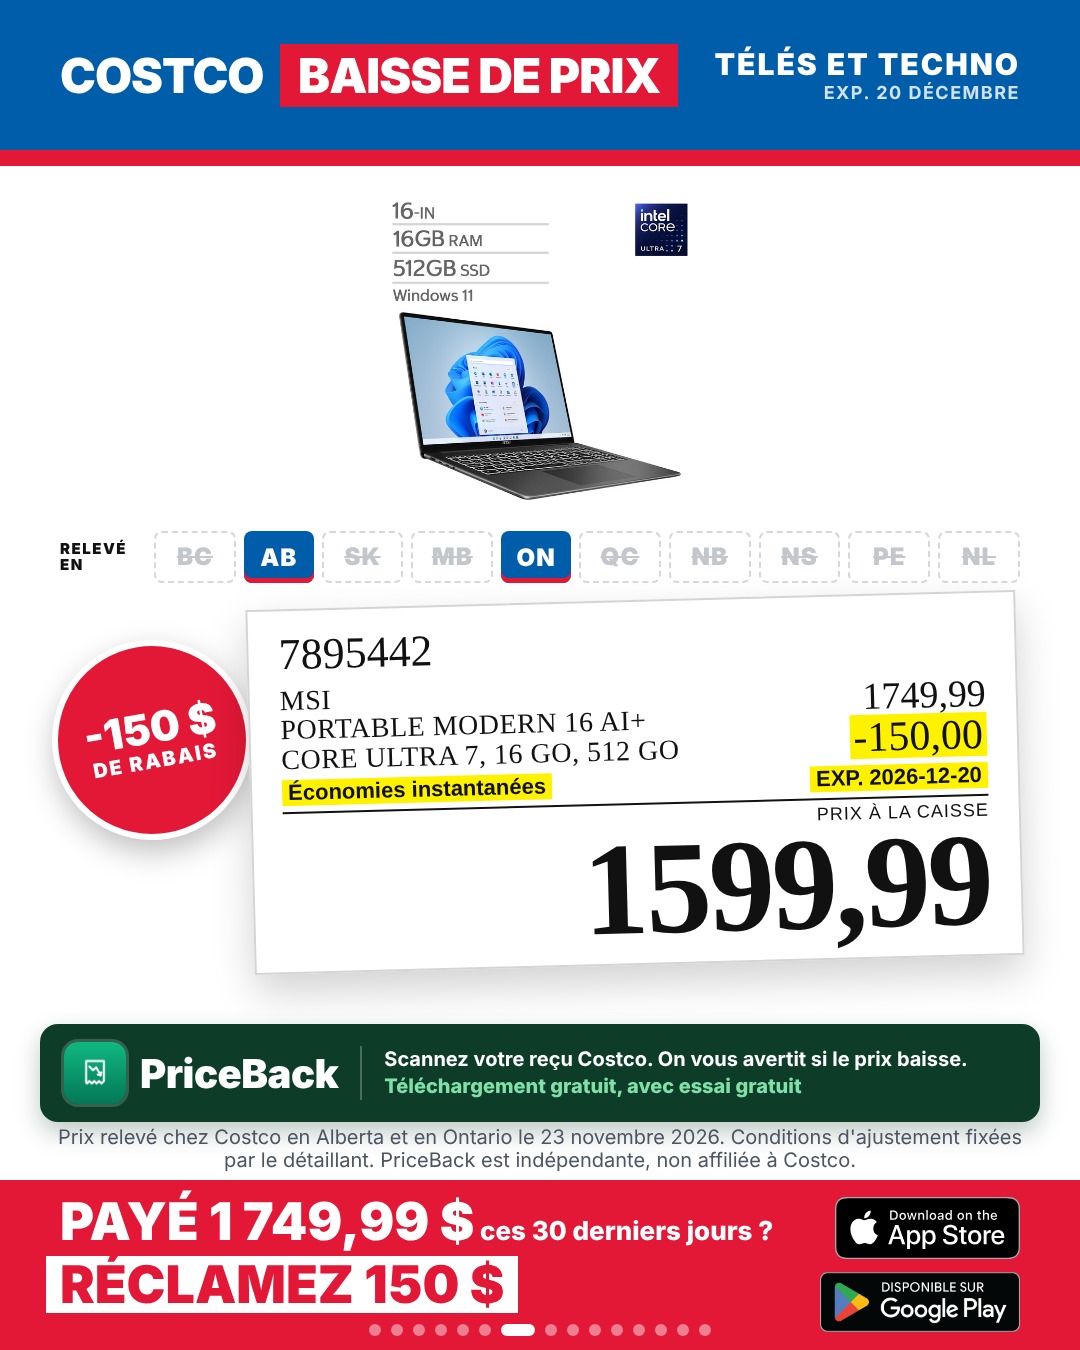 COSTCO BAISSE DE PRIX
TÉLÉS ET TECHNO
EXP. 20 DÉCEMBRE
16-IN
16GB RAM
512GB SSD
Windows 11
intel
CORE
ULTRA 7
RELEVÉ
EN
BC AB SK MB ON QC NB NS PE NL
-150 $
DE RABAIS
7895442
MSI
PORTABLE MODERN 16 AI+
CORE ULTRA 7, 16 GO, 512 GO
Économies instantanées
1749,99
-150,00
EXP. 2026-12-20
PRIX À LA CAISSE
1599,99
PriceBack
Scannez votre reçu Costco. On vous avertit si le prix baisse.
Téléchargement gratuit, avec essai gratuit
Prix relevé chez Costco en Alberta et en Ontario le 23 novembre 2026. Conditions d'ajustement fixées
par le détaillant. PriceBack est indépendante, non affiliée à Costco.
PAYÉ 1 749,99 $ ces 30 derniers jours ?
RÉCLAMEZ 150 $
Download on the
App Store
DISPONIBLE SUR
Google Play